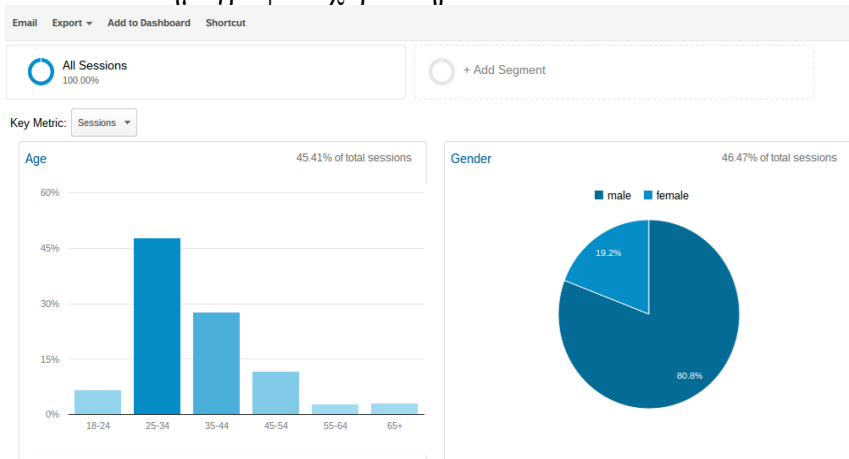 Email Export Add to Dashboard Shortcut
All Sessions
100.00%
+ Add Segment
Key Metric: Sessions
Age 45.41% of total sessions
60%
45%
30%
15%
0%
18-24 25-34 35-44 45-54 55-64 65+
Gender 46.47% of total sessions
male female
19.2%
80.8%